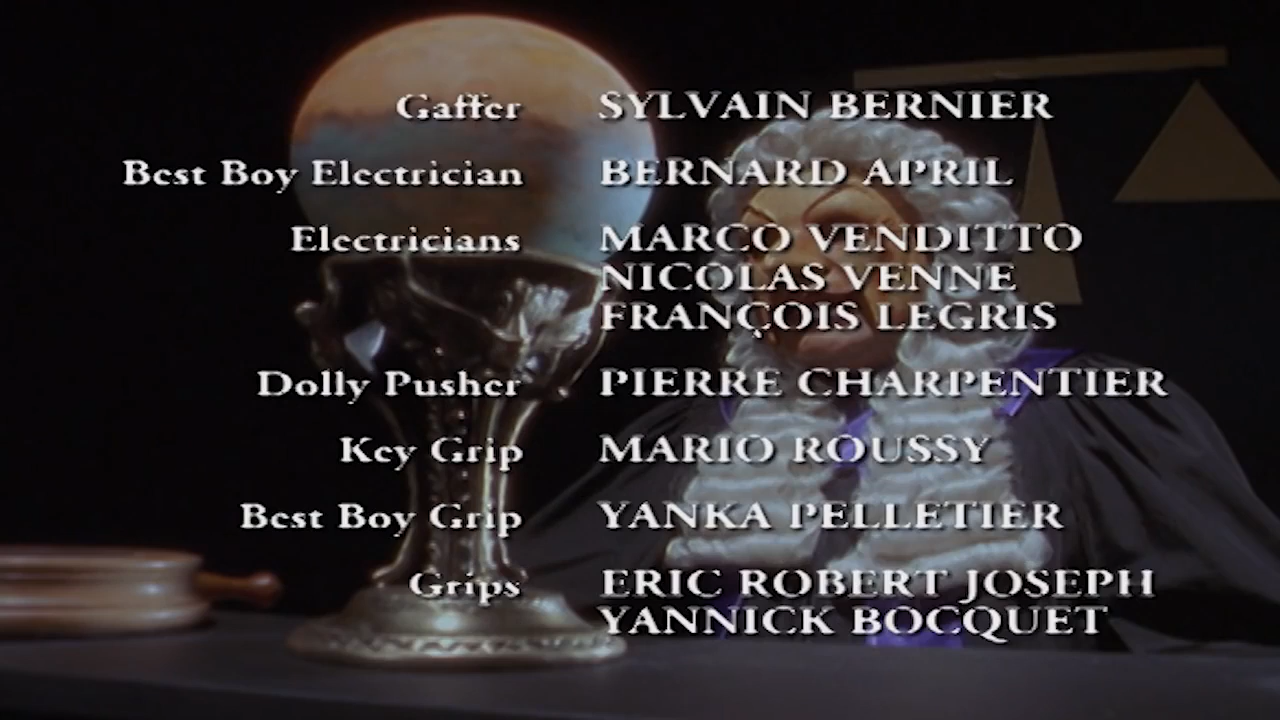 Gaffer SYLVAIN BERNIER
Best Boy Electrician BERNARD APRIL
Electricians MARCO VENDITTO
NICOLAS VENNE
FRANÇOIS LEGRIS
Dolly Pusher PIERRE CHARPENTIER
Key Grip MARIO ROUSSY
Best Boy Grip YANKA PELLETIER
Grips ERIC ROBERT JOSEPH
YANNICK BOCQUET